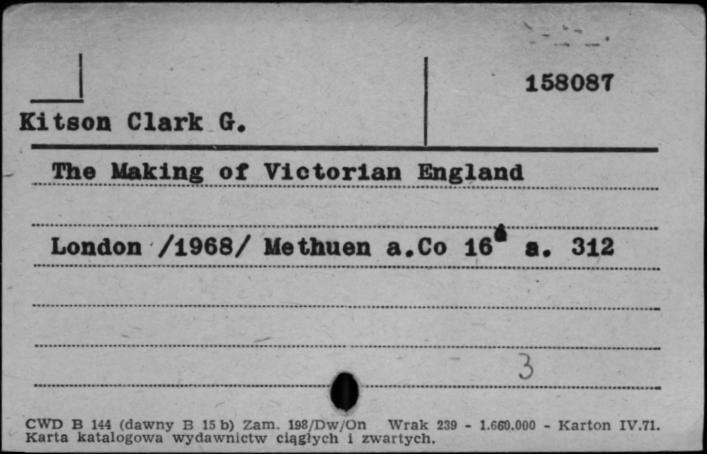 158087
Kitson Clark G.
The Making of Victorian England
London /1968/ Methuen a.Co 16° s. 312
3
CWD B 144 (dawny B 15 b) Zam. 198/Dw/On Wrak 239 - 1.660.000 - Karton IV.71.
Karta katalogowa wydawnictw ciągłych i zwartych.